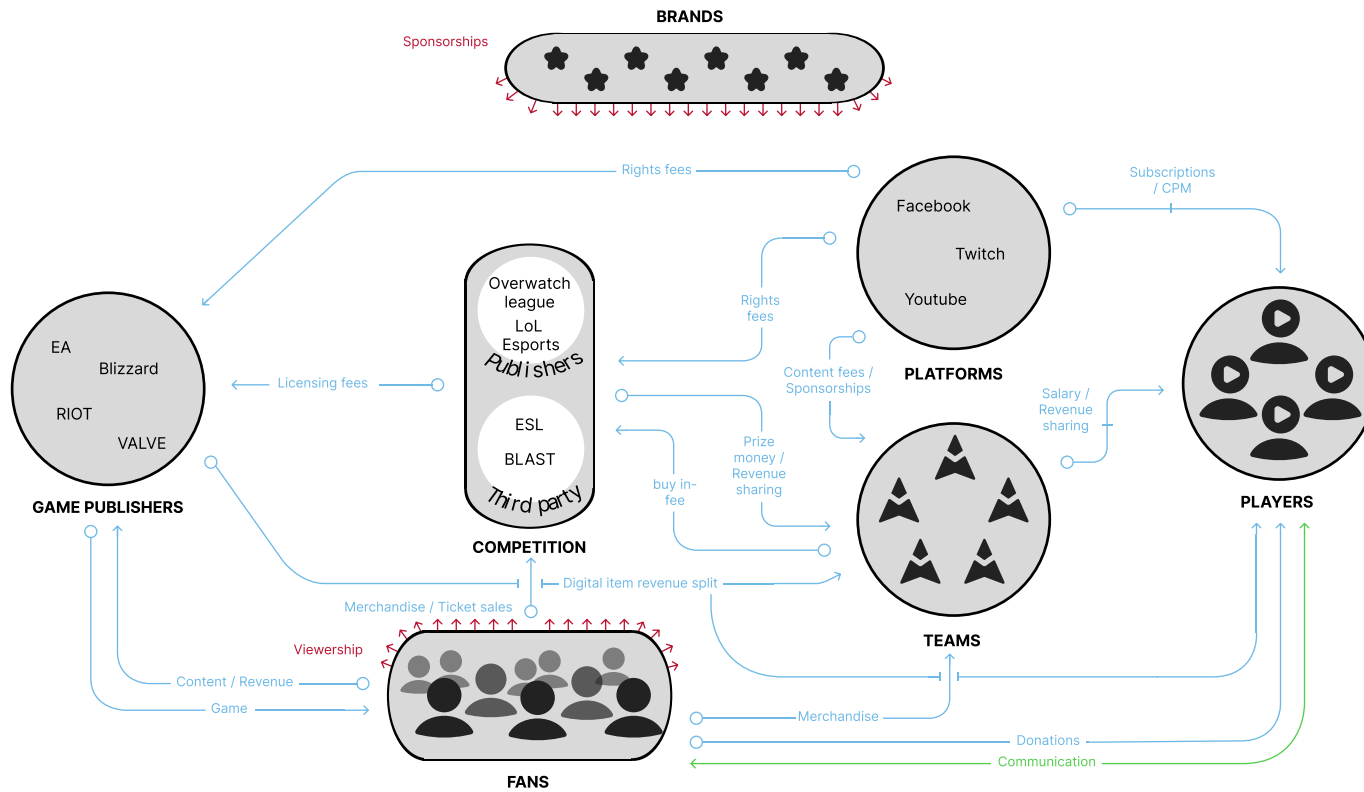 BRANDS
Sponsorships
Rights fees
Subscriptions
/ CPM
Facebook
Twitch
Youtube
PLATFORMS
Overwatch
league
LoL
Esports
Publishers
ESL
BLAST
Third party
COMPETITION
Rights
fees
EA
Blizzard
RIOT
VALVE
GAME PUBLISHERS
Licensing fees
Content fees /
Sponsorships
Salary /
Revenue
sharing
Prize
money /
Revenue
sharing
buy in-
fee
PLAYERS
TEAMS
Digital item revenue split
Merchandise / Ticket sales
Viewership
Content / Revenue
Game
Merchandise
Donations
Communication
FANS